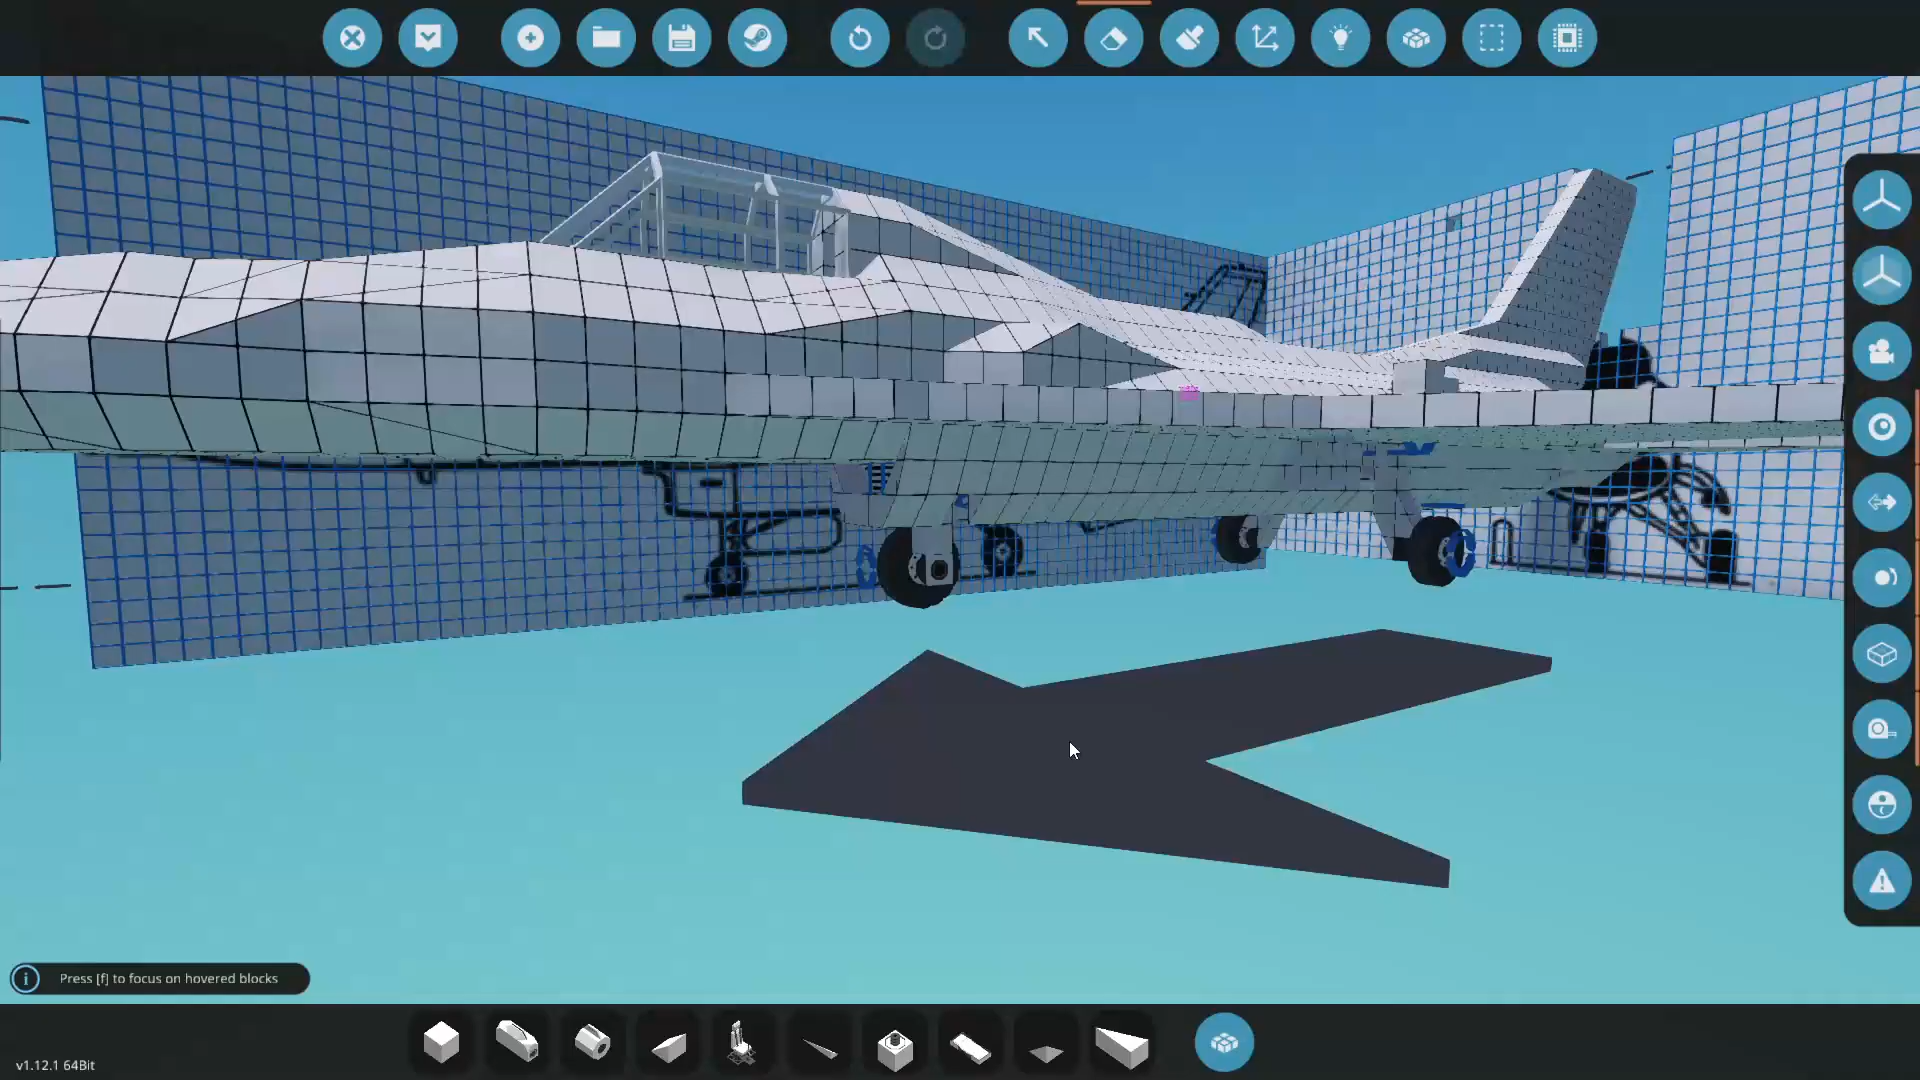 Press [f] to focus on hovered blocks
v1.12.1 64Bit